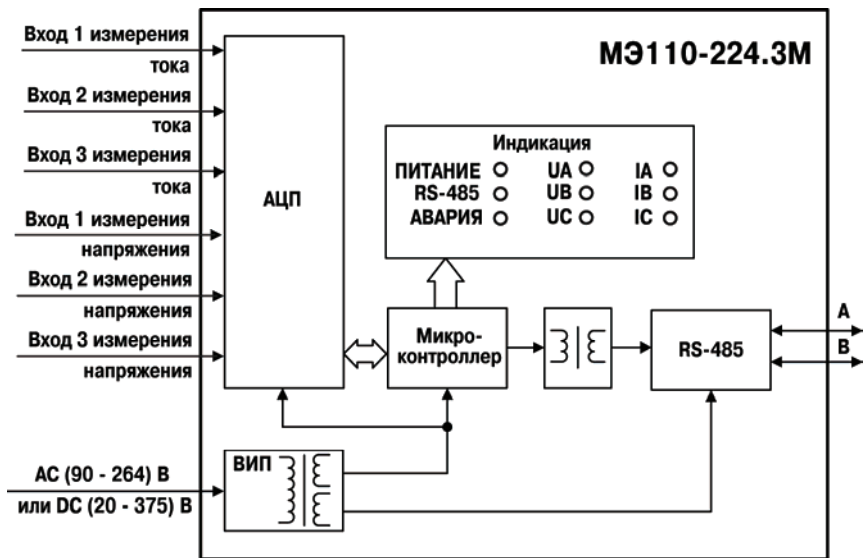 МЭ110-224.3М
Вход 1 измерения
тока
Вход 2 измерения
тока
Вход 3 измерения
тока
Вход 1 измерения
напряжения
Вход 2 измерения
напряжения
Вход 3 измерения
напряжения
АЦП
Индикация
ПИТАНИЕ UA IA
RS-485 UB IB
АВАРИЯ UC IC
Микро-
контроллер
RS-485
A
B
ВИП
AC (90 - 264) В
или DC (20 - 375) В